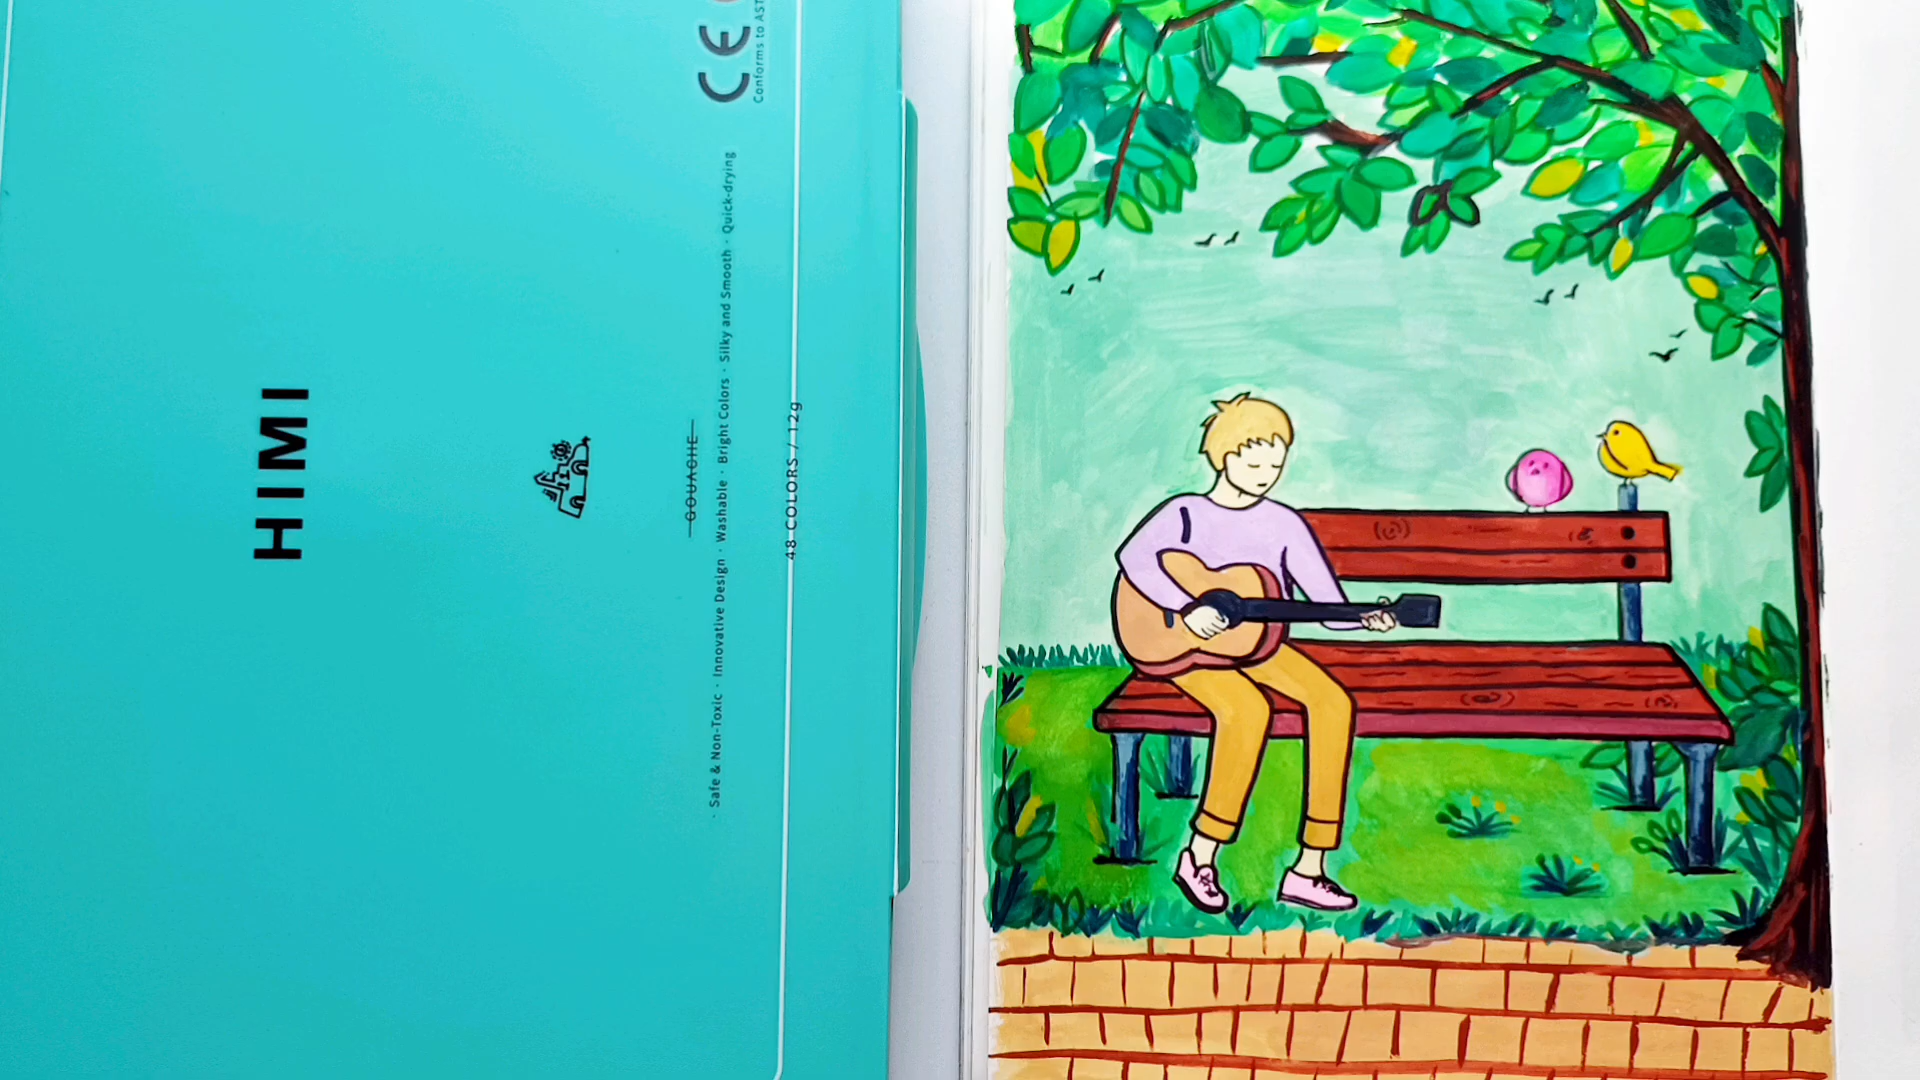 HIMI
GOUACHE
· Safe & Non-Toxic · Innovative Design · Washable · Bright Colors · Silky and Smooth · Quick-drying
48 COLORS / 12g
CE
Conforms to AST